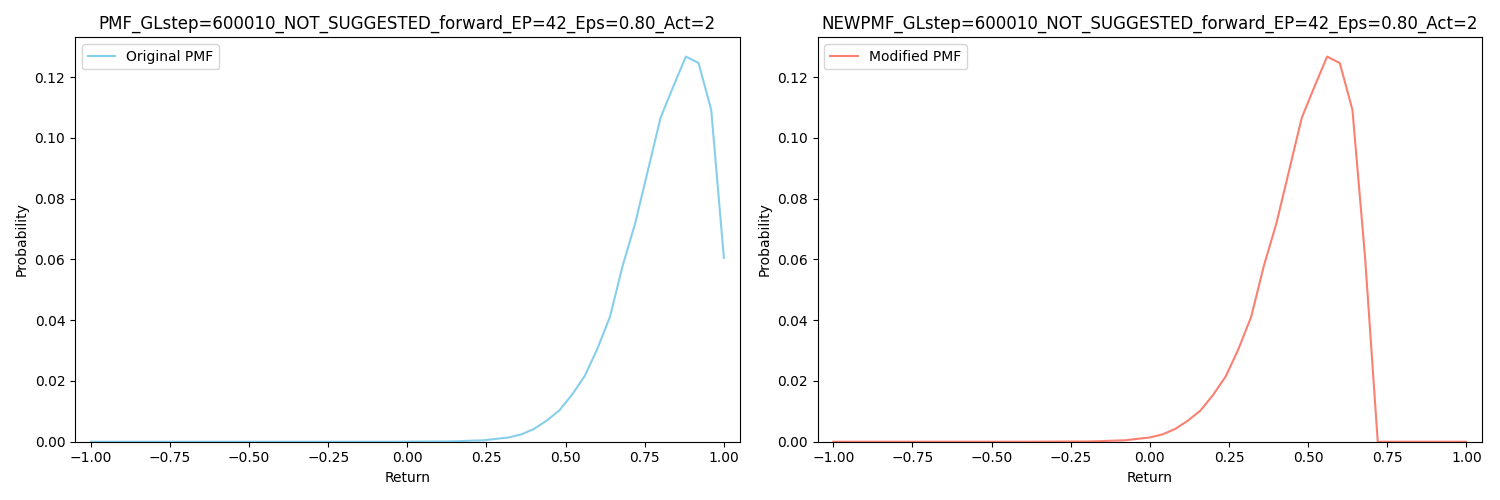 PMF_GLstep=600010_NOT_SUGGESTED_forward_EP=42_Eps=0.80_Act=2
Original PMF
Probability
0.12
0.10
0.08
0.06
0.04
0.02
0.00
−1.00 −0.75 −0.50 −0.25 0.00 0.25 0.50 0.75 1.00
Return
NEWPMF_GLstep=600010_NOT_SUGGESTED_forward_EP=42_Eps=0.80_Act=2
Modified PMF
Probability
0.12
0.10
0.08
0.06
0.04
0.02
0.00
−1.00 −0.75 −0.50 −0.25 0.00 0.25 0.50 0.75 1.00
Return